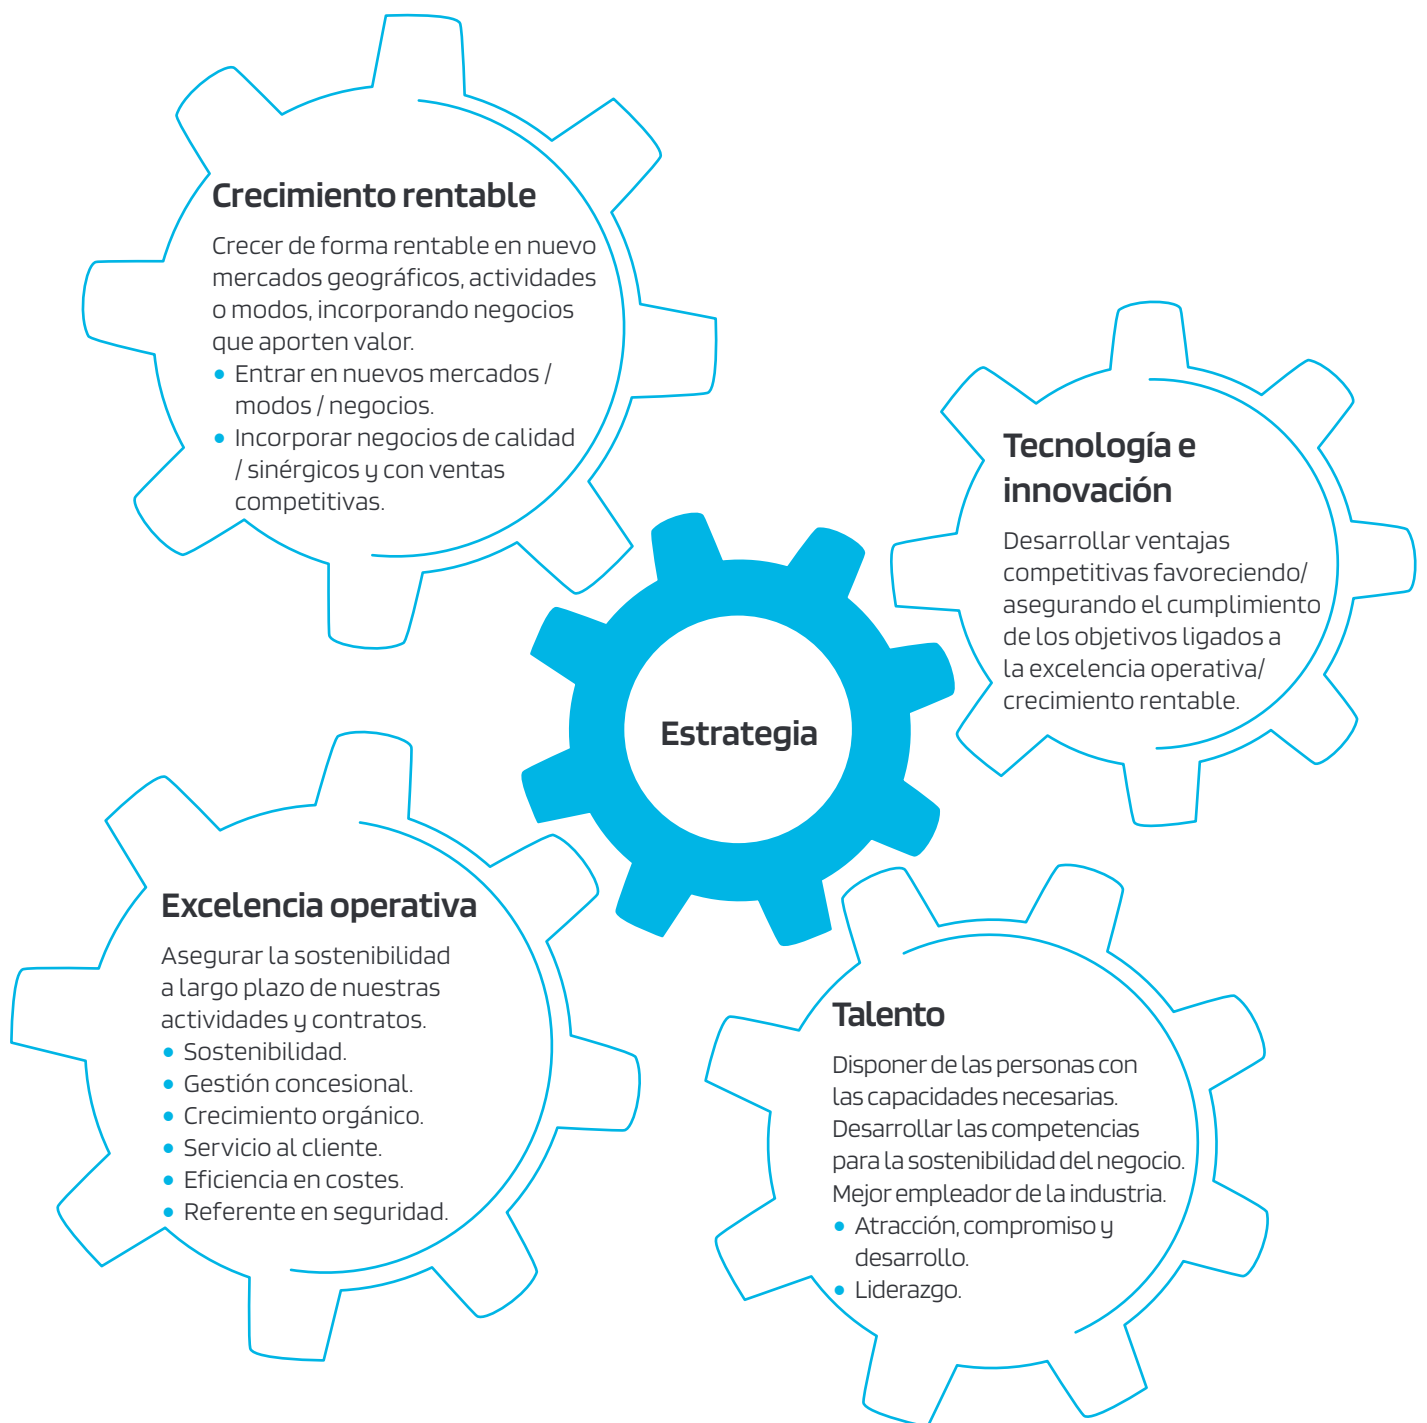 Crecimiento rentable
Crecer de forma rentable en nuevo
mercados geográficos, actividades
o modos, incorporando negocios
que aporten valor.
• Entrar en nuevos mercados /
modos / negocios.
• Incorporar negocios de calidad
/ sinérgicos y con ventas
competitivas.
Tecnología e
innovación
Desarrollar ventajas
competitivas favoreciendo/
asegurando el cumplimiento
de los objetivos ligados a
la excelencia operativa/
crecimiento rentable.
Estrategia
Excelencia operativa
Asegurar la sostenibilidad
a largo plazo de nuestras
actividades y contratos.
• Sostenibilidad.
• Gestión concesional.
• Crecimiento orgánico.
• Servicio al cliente.
• Eficiencia en costes.
• Referente en seguridad.
Talento
Disponer de las personas con
las capacidades necesarias.
Desarrollar las competencias
para la sostenibilidad del negocio.
Mejor empleador de la industria.
• Atracción, compromiso y
desarrollo.
• Liderazgo.